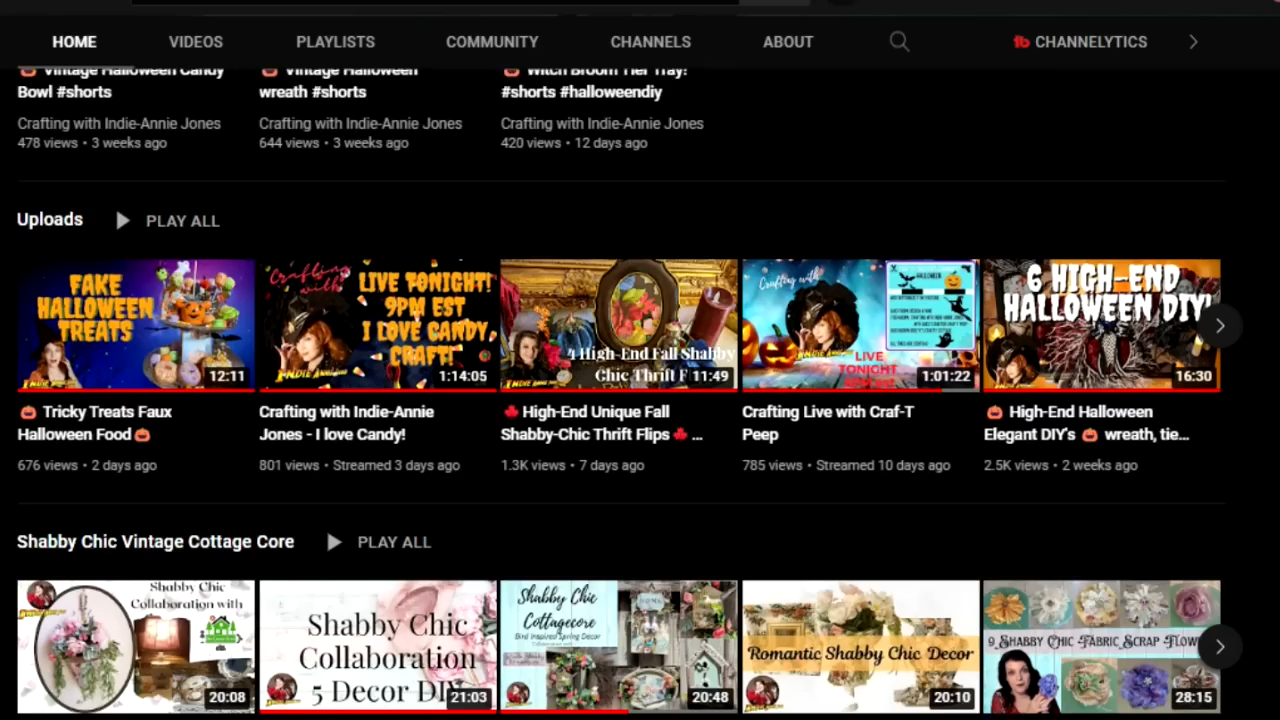 HOME VIDEOS PLAYLISTS COMMUNITY CHANNELS ABOUT CHANNELYTICS
🎃 Vintage Halloween Candy
Bowl #shorts
Crafting with Indie-Annie Jones
478 views • 3 weeks ago
🎃 Vintage Halloween
wreath #shorts
Crafting with Indie-Annie Jones
644 views • 3 weeks ago
🎃 Witch Broom Tier Tray!
#shorts #halloweendiy
Crafting with Indie-Annie Jones
420 views • 12 days ago
Uploads PLAY ALL
FAKE
HALLOWEEN
TREATS
12:11
🎃 Tricky Treats Faux
Halloween Food🎃
676 views • 2 days ago
Crafting
with
LIVE TONIGHT!
9PM EST
I LOVE CANDY,
CRAFT!
INDIE ANNIE JONES
1:14:05
Crafting with Indie-Annie
Jones - I love Candy!
801 views • Streamed 3 days ago
4 High-End Fall Shabby
Chic Thrift F
11:49
🍁High-End Unique Fall
Shabby-Chic Thrift Flips🍁 ...
1.3K views • 7 days ago
Crafting with
HALLOWEEN
LIVE
TONIGHT
1:01:22
Crafting Live with Craf-T
Peep
785 views • Streamed 10 days ago
6 HIGH-END
HALLOWEEN DIY'
16:30
🎃 High-End Halloween
Elegant DIY's 🎃 wreath, tie...
2.5K views • 2 weeks ago
Shabby Chic Vintage Cottage Core PLAY ALL
Shabby Chic
Collaboration with
20:08
Shabby Chic
Collaboration
5 Decor DI
21:03
Shabby Chic
Cottagecore
Bird Inspired Spring Decor
HOME
20:48
Romantic Shabby Chic Decor
20:10
9 SHABBY CHIC FABRIC SCRAP FLOW
28:15